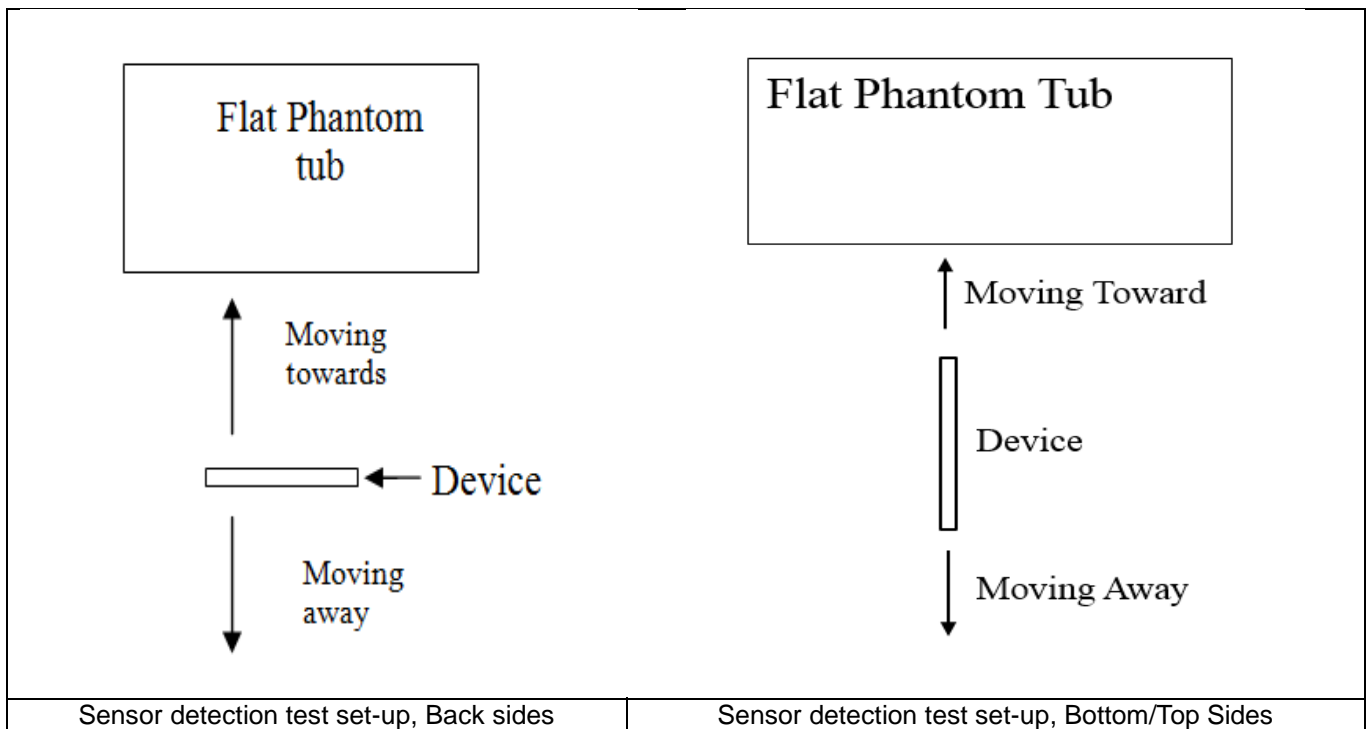 Flat Phantom
tub
Moving
towards
Device
Moving
away
Sensor detection test set-up, Back sides
Flat Phantom Tub
Moving Toward
Device
Moving Away
Sensor detection test set-up, Bottom/Top Sides